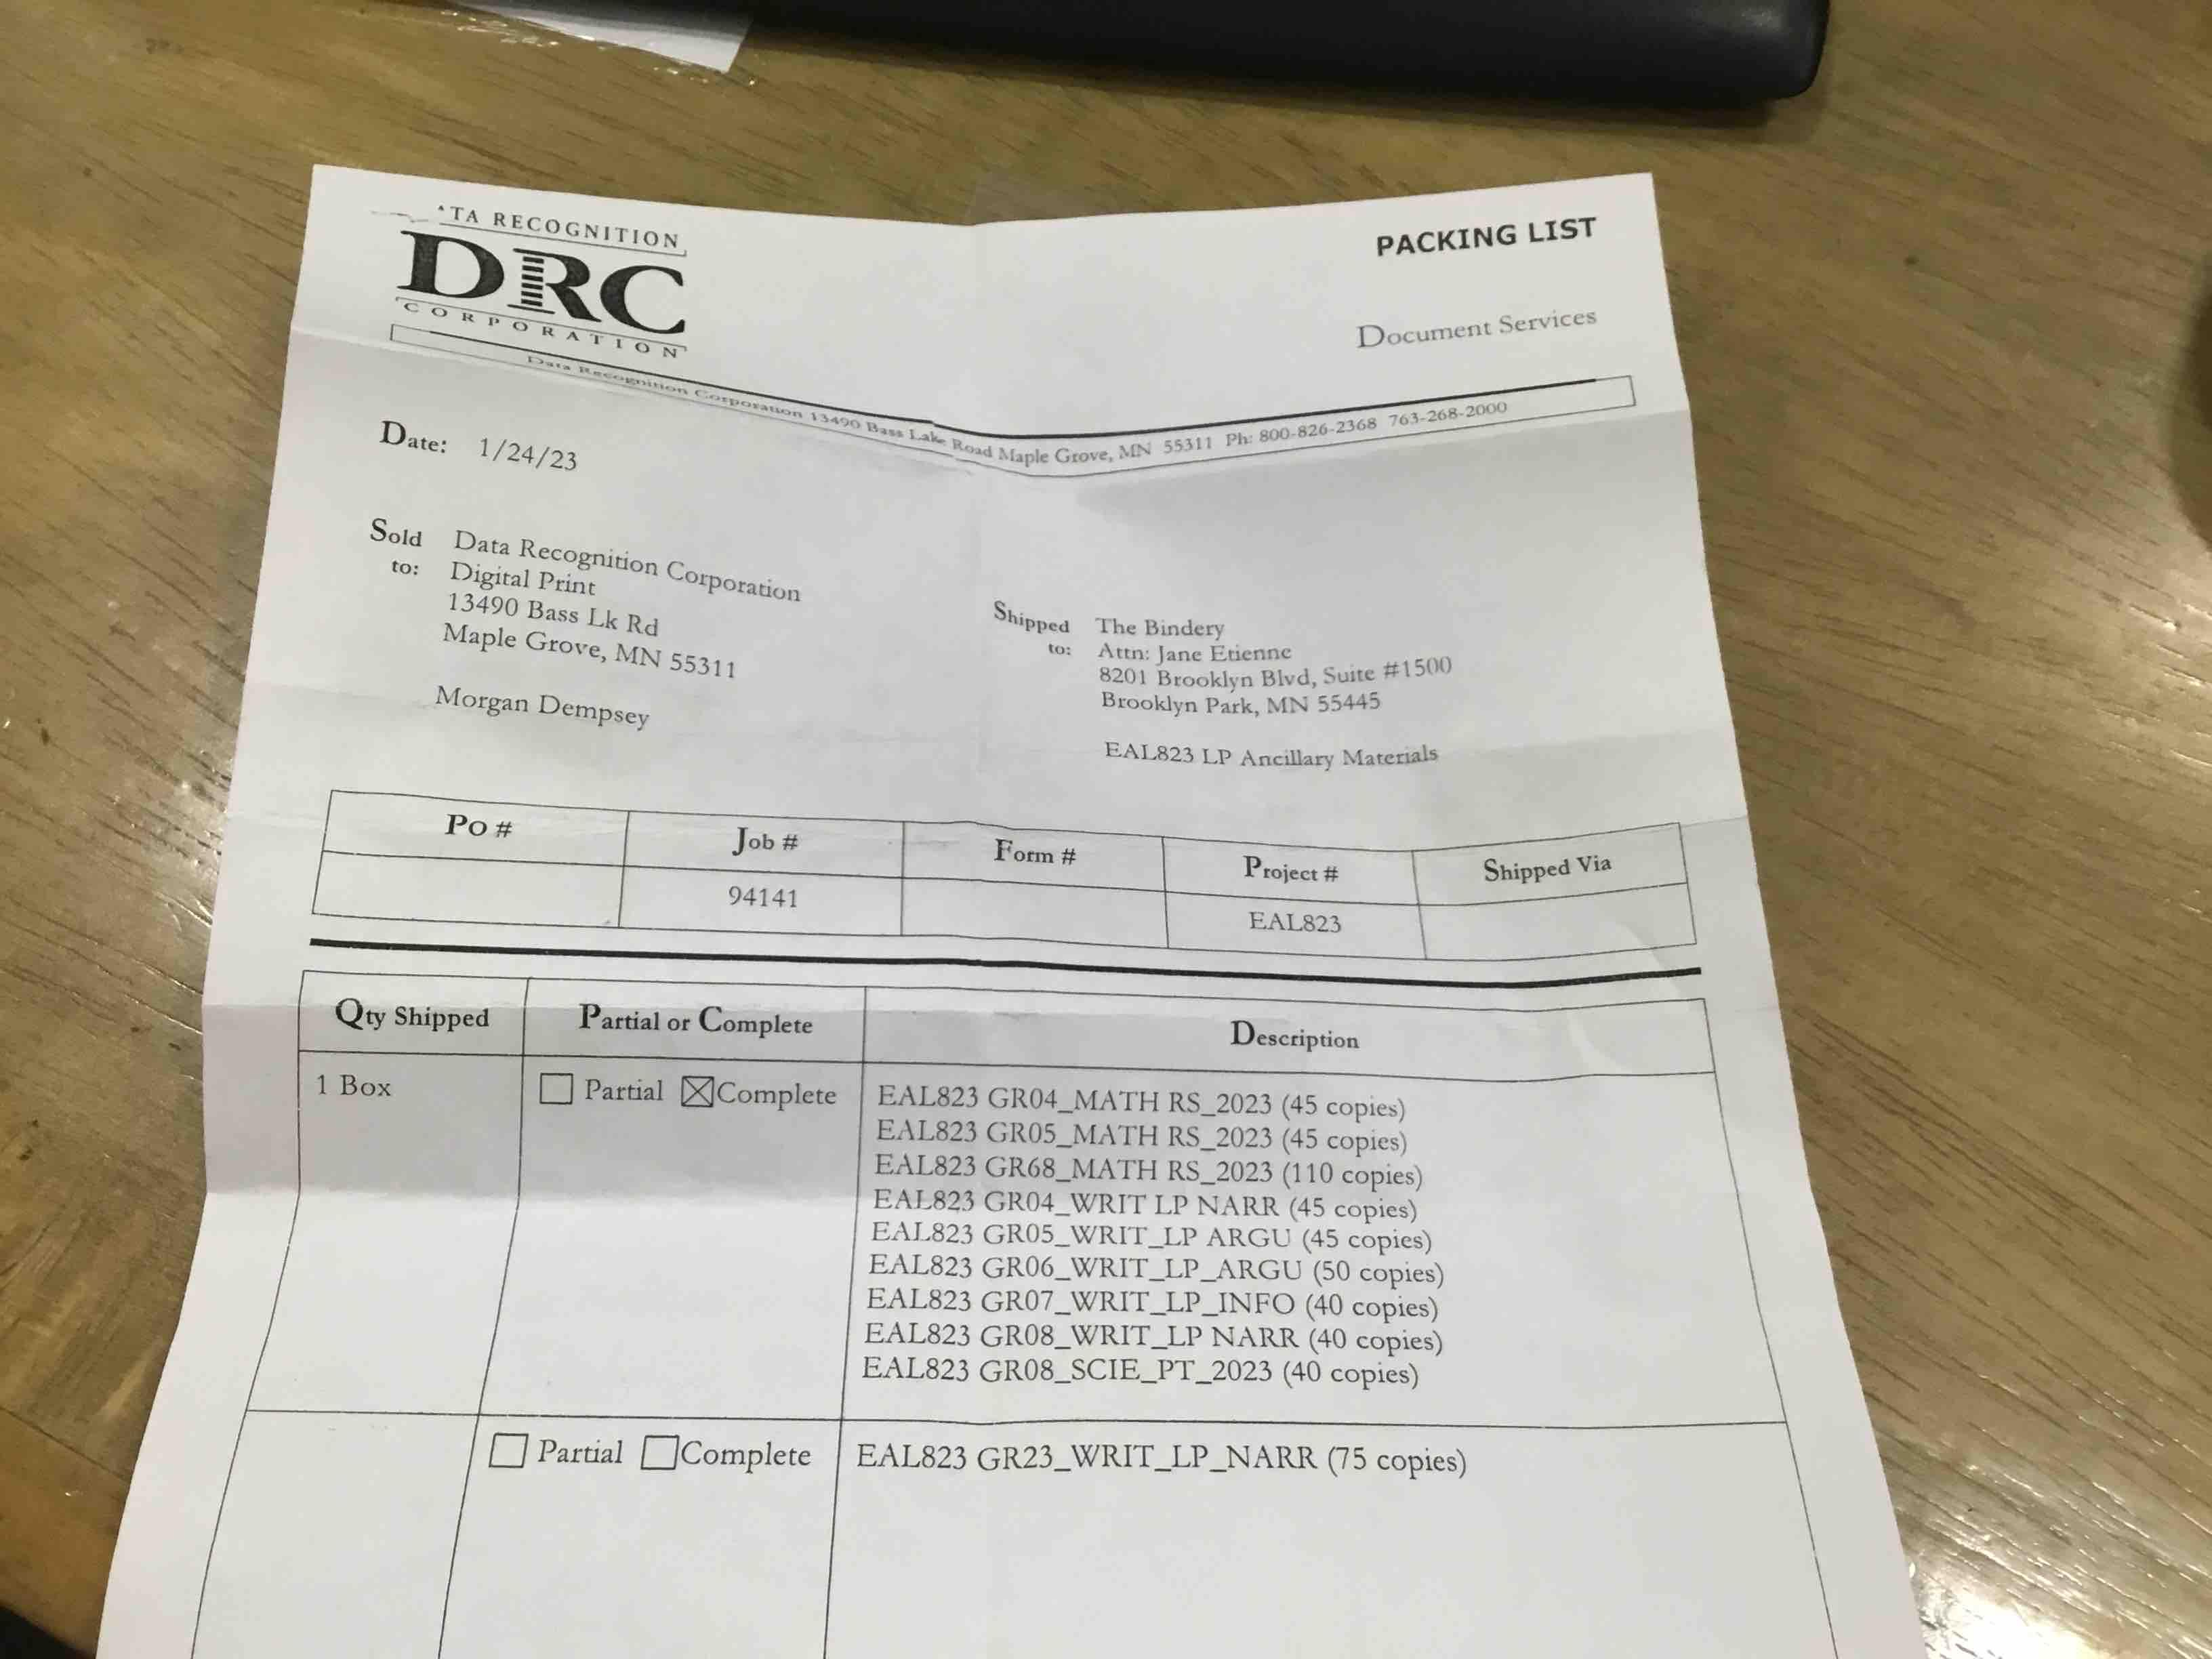 TA RECOGNITION
DRC
CORPORATION
PACKING LIST
Document Services
Data Recognition Corporation 13490 Bass Lake Road Maple Grove, MN 55311 Ph: 800-826-2368 763-268-2000
Date: 1/24/23
Sold to: Data Recognition Corporation
Digital Print
13490 Bass Lk Rd
Maple Grove, MN 55311
Morgan Dempsey
Shipped to: The Bindery
Attn: Jane Etienne
8201 Brooklyn Blvd, Suite #1500
Brooklyn Park, MN 55445
EAL823 LP Ancillary Materials
Po # Job # Form # Project # Shipped Via
94141 EAL823
Qty Shipped Partial or Complete Description
1 Box Partial Complete EAL823 GR04_MATH RS_2023 (45 copies)
EAL823 GR05_MATH RS_2023 (45 copies)
EAL823 GR68_MATH RS_2023 (110 copies)
EAL823 GR04_WRIT LP NARR (45 copies)
EAL823 GR05_WRIT_LP ARGU (45 copies)
EAL823 GR06_WRIT_LP_ARGU (50 copies)
EAL823 GR07_WRIT_LP_INFO (40 copies)
EAL823 GR08_WRIT_LP NARR (40 copies)
EAL823 GR08_SCIE_PT_2023 (40 copies)
Partial Complete EAL823 GR23_WRIT_LP_NARR (75 copies)